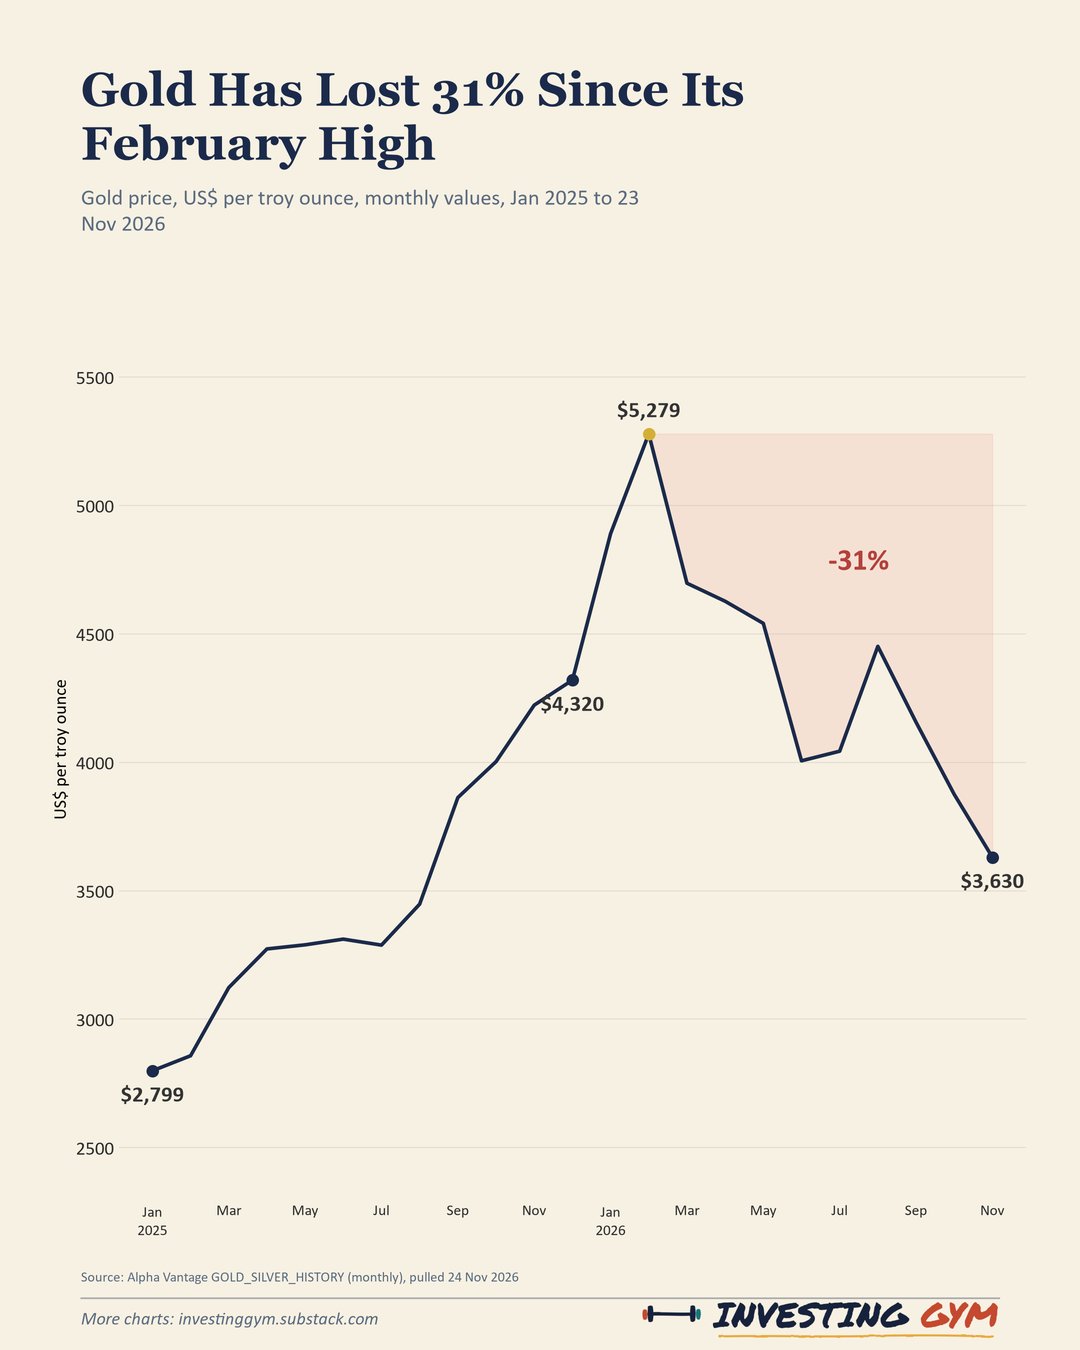 Gold Has Lost 31% Since Its
February High
Gold price, US$ per troy ounce, monthly values, Jan 2025 to 23
Nov 2026
5500
$5,279
5000
-31%
4500
$4,320
US$ per troy ounce
4000
$3,630
3500
3000
$2,799
2500
Jan Mar May Jul Sep Nov Jan Mar May Jul Sep Nov
2025 2026
Source: Alpha Vantage GOLD_SILVER_HISTORY (monthly), pulled 24 Nov 2026
More charts: investinggym.substack.com
INVESTING GYM